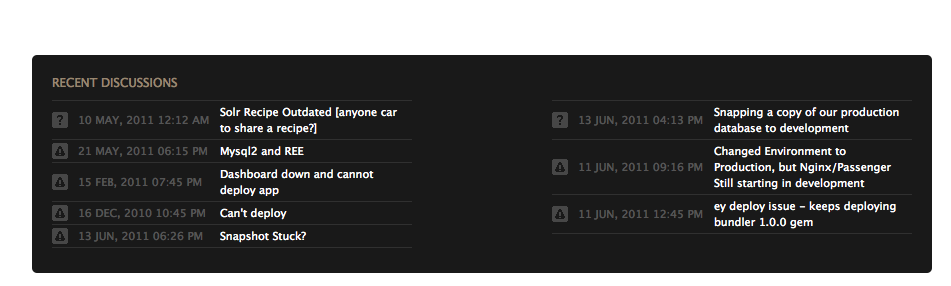 RECENT DISCUSSIONS
? 10 MAY, 2011 12:12 AM Solr Recipe Outdated [anyone car
to share a recipe?]
21 MAY, 2011 06:15 PM Mysql2 and REE
15 FEB, 2011 07:45 PM Dashboard down and cannot
deploy app
16 DEC, 2010 10:45 PM Can't deploy
13 JUN, 2011 06:26 PM Snapshot Stuck?
? 13 JUN, 2011 04:13 PM Snapping a copy of our production
database to development
11 JUN, 2011 09:16 PM Changed Environment to
Production, but Nginx/Passenger
Still starting in development
11 JUN, 2011 12:45 PM ey deploy issue – keeps deploying
bundler 1.0.0 gem